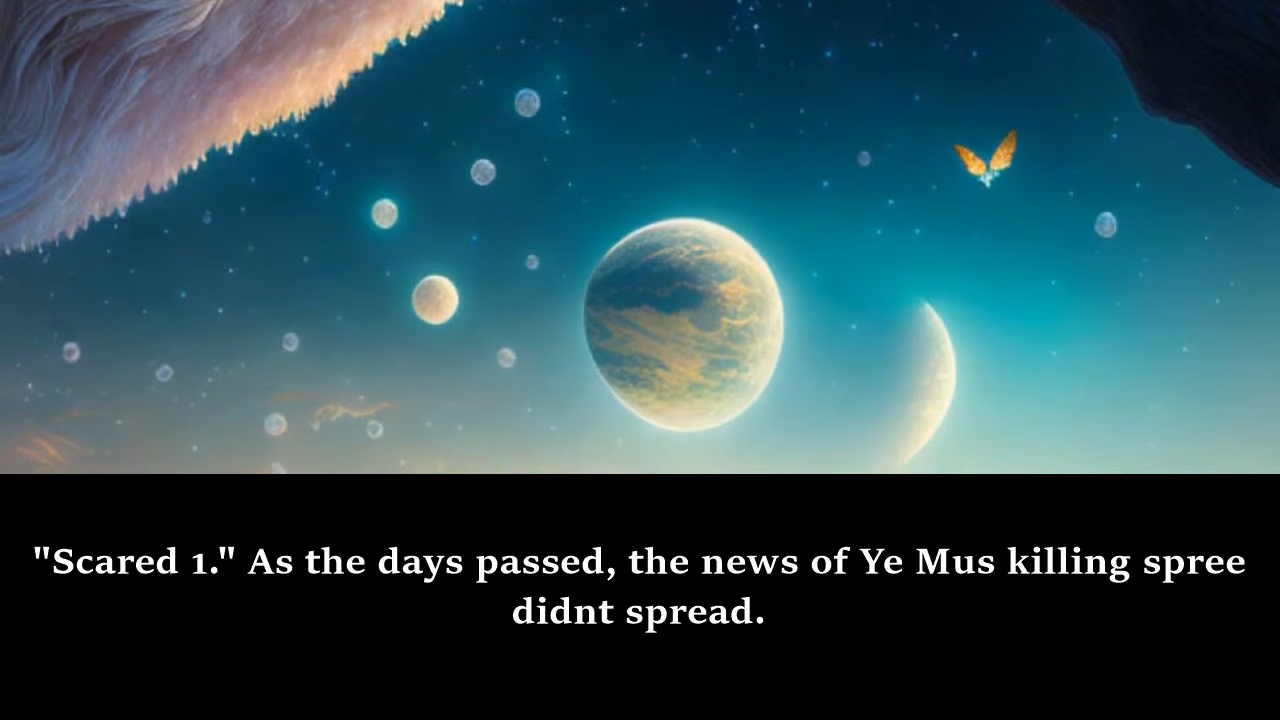 "Scared 1." As the days passed, the news of Ye Mus killing spree
didnt spread.